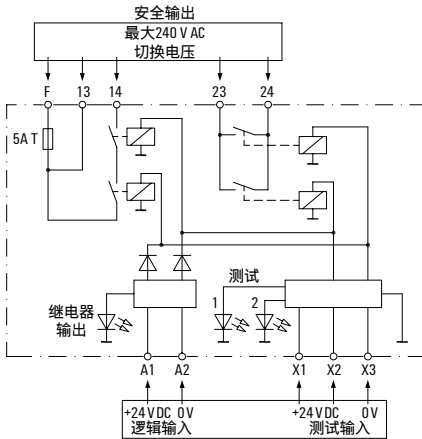 安全输出
最大240 V AC
切换电压
F 13 14 23 24
5A T
测试
继电器
输出
1 2
A1 A2 X1 X2 X3
+24 V DC 0 V +24 V DC 0 V
逻辑输入 测试输入